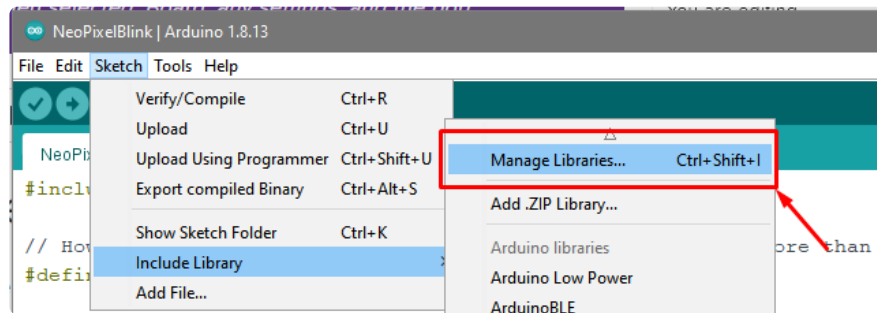 NeoPixelBlink | Arduino 1.8.13
File Edit Sketch Tools Help
Verify/Compile Ctrl+R
Upload Ctrl+U
NeoPi
Upload Using Programmer Ctrl+Shift+U
Manage Libraries... Ctrl+Shift+I
#inclu
Export compiled Binary Ctrl+Alt+S
Add .ZIP Library...
Show Sketch Folder Ctrl+K
// How
Arduino libraries
ore than
Include Library
#defin
Arduino Low Power
Add File...
ArduinoBLE